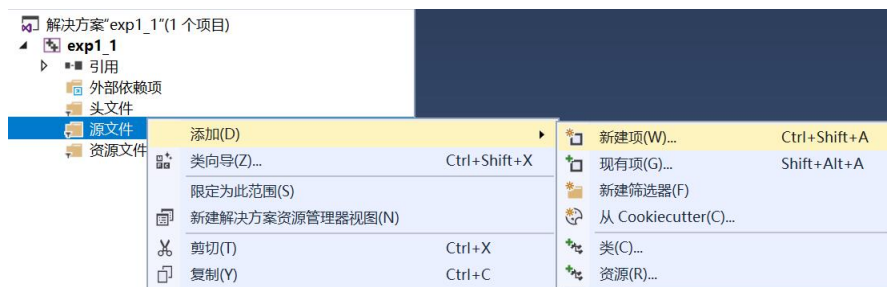 解决方案"exp1_1"(1 个项目)
exp1_1
引用
外部依赖项
头文件
源文件
资源文件
添加(D)
类向导(Z)... Ctrl+Shift+X
限定为此范围(S)
新建解决方案资源管理器视图(N)
剪切(T) Ctrl+X
复制(Y) Ctrl+C
新建项(W)... Ctrl+Shift+A
现有项(G)... Shift+Alt+A
新建筛选器(F)
从 Cookiecutter(C)...
类(C)...
资源(R)...